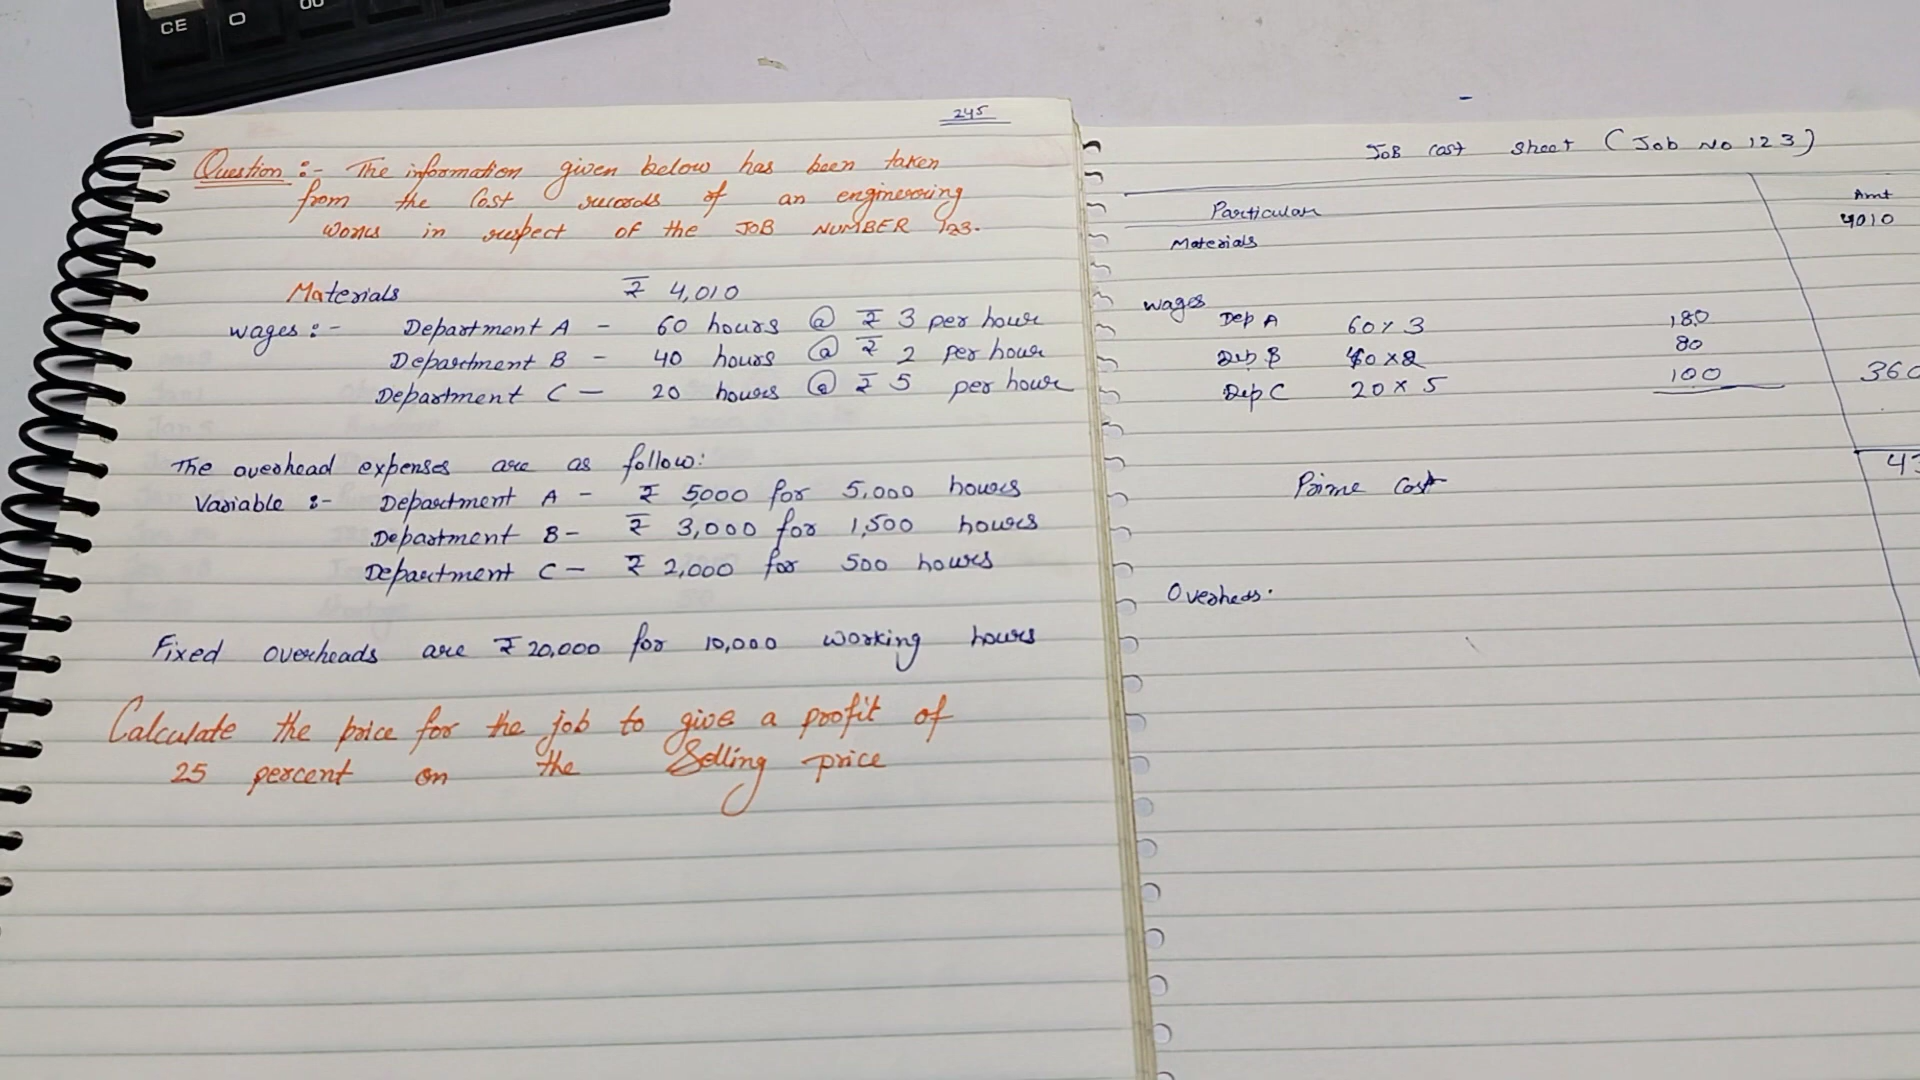 CE
0
00
245
Question :- The information given below has been taken
from the Cost records of an engineering
works in respect of the JOB NUMBER 123.
Materials ₹ 4,010
wages :- Department A - 60 hours @ ₹ 3 per hour
Department B - 40 hours @ ₹ 2 per hour
Department C - 20 hours @ ₹ 5 per hour
The overhead expenses are as follow:
Variable :- Department A - ₹ 5000 for 5,000 hours
Department B - ₹ 3,000 for 1,500 hours
Department C - ₹ 2,000 for 500 hours
Fixed overheads are ₹ 20,000 for 10,000 working hours
Calculate the price for the job to give a profit of
25 percent on the Selling price
JOB Cost Sheet (Job No 123)
Particular Amt
Materials 4010
wages
Dep A 60 x 3 180
Dep B 40 x 2 80
Dep C 20 x 5 100 360
Prime Cost 43
Overheds.